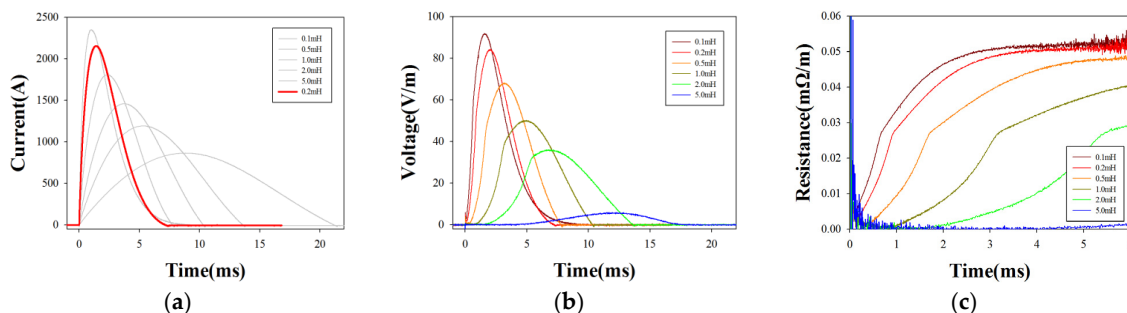 2500
2000
1500
1000
500
0
Current(A)
0 5 10 15 20
Time(ms)
0.1mH
0.5mH
1.0mH
2.0mH
5.0mH
0.2mH
(a)
100
80
60
40
20
0
Voltage(V/m)
0 5 10 15 20
Time(ms)
0.1mH
0.2mH
0.5mH
1.0mH
2.0mH
5.0mH
(b)
0.06
0.05
0.04
0.03
0.02
0.01
0.00
Resistance(mΩ/m)
0 1 2 3 4 5
Time(ms)
0.1mH
0.2mH
0.5mH
1.0mH
2.0mH
5.0mH
(c)